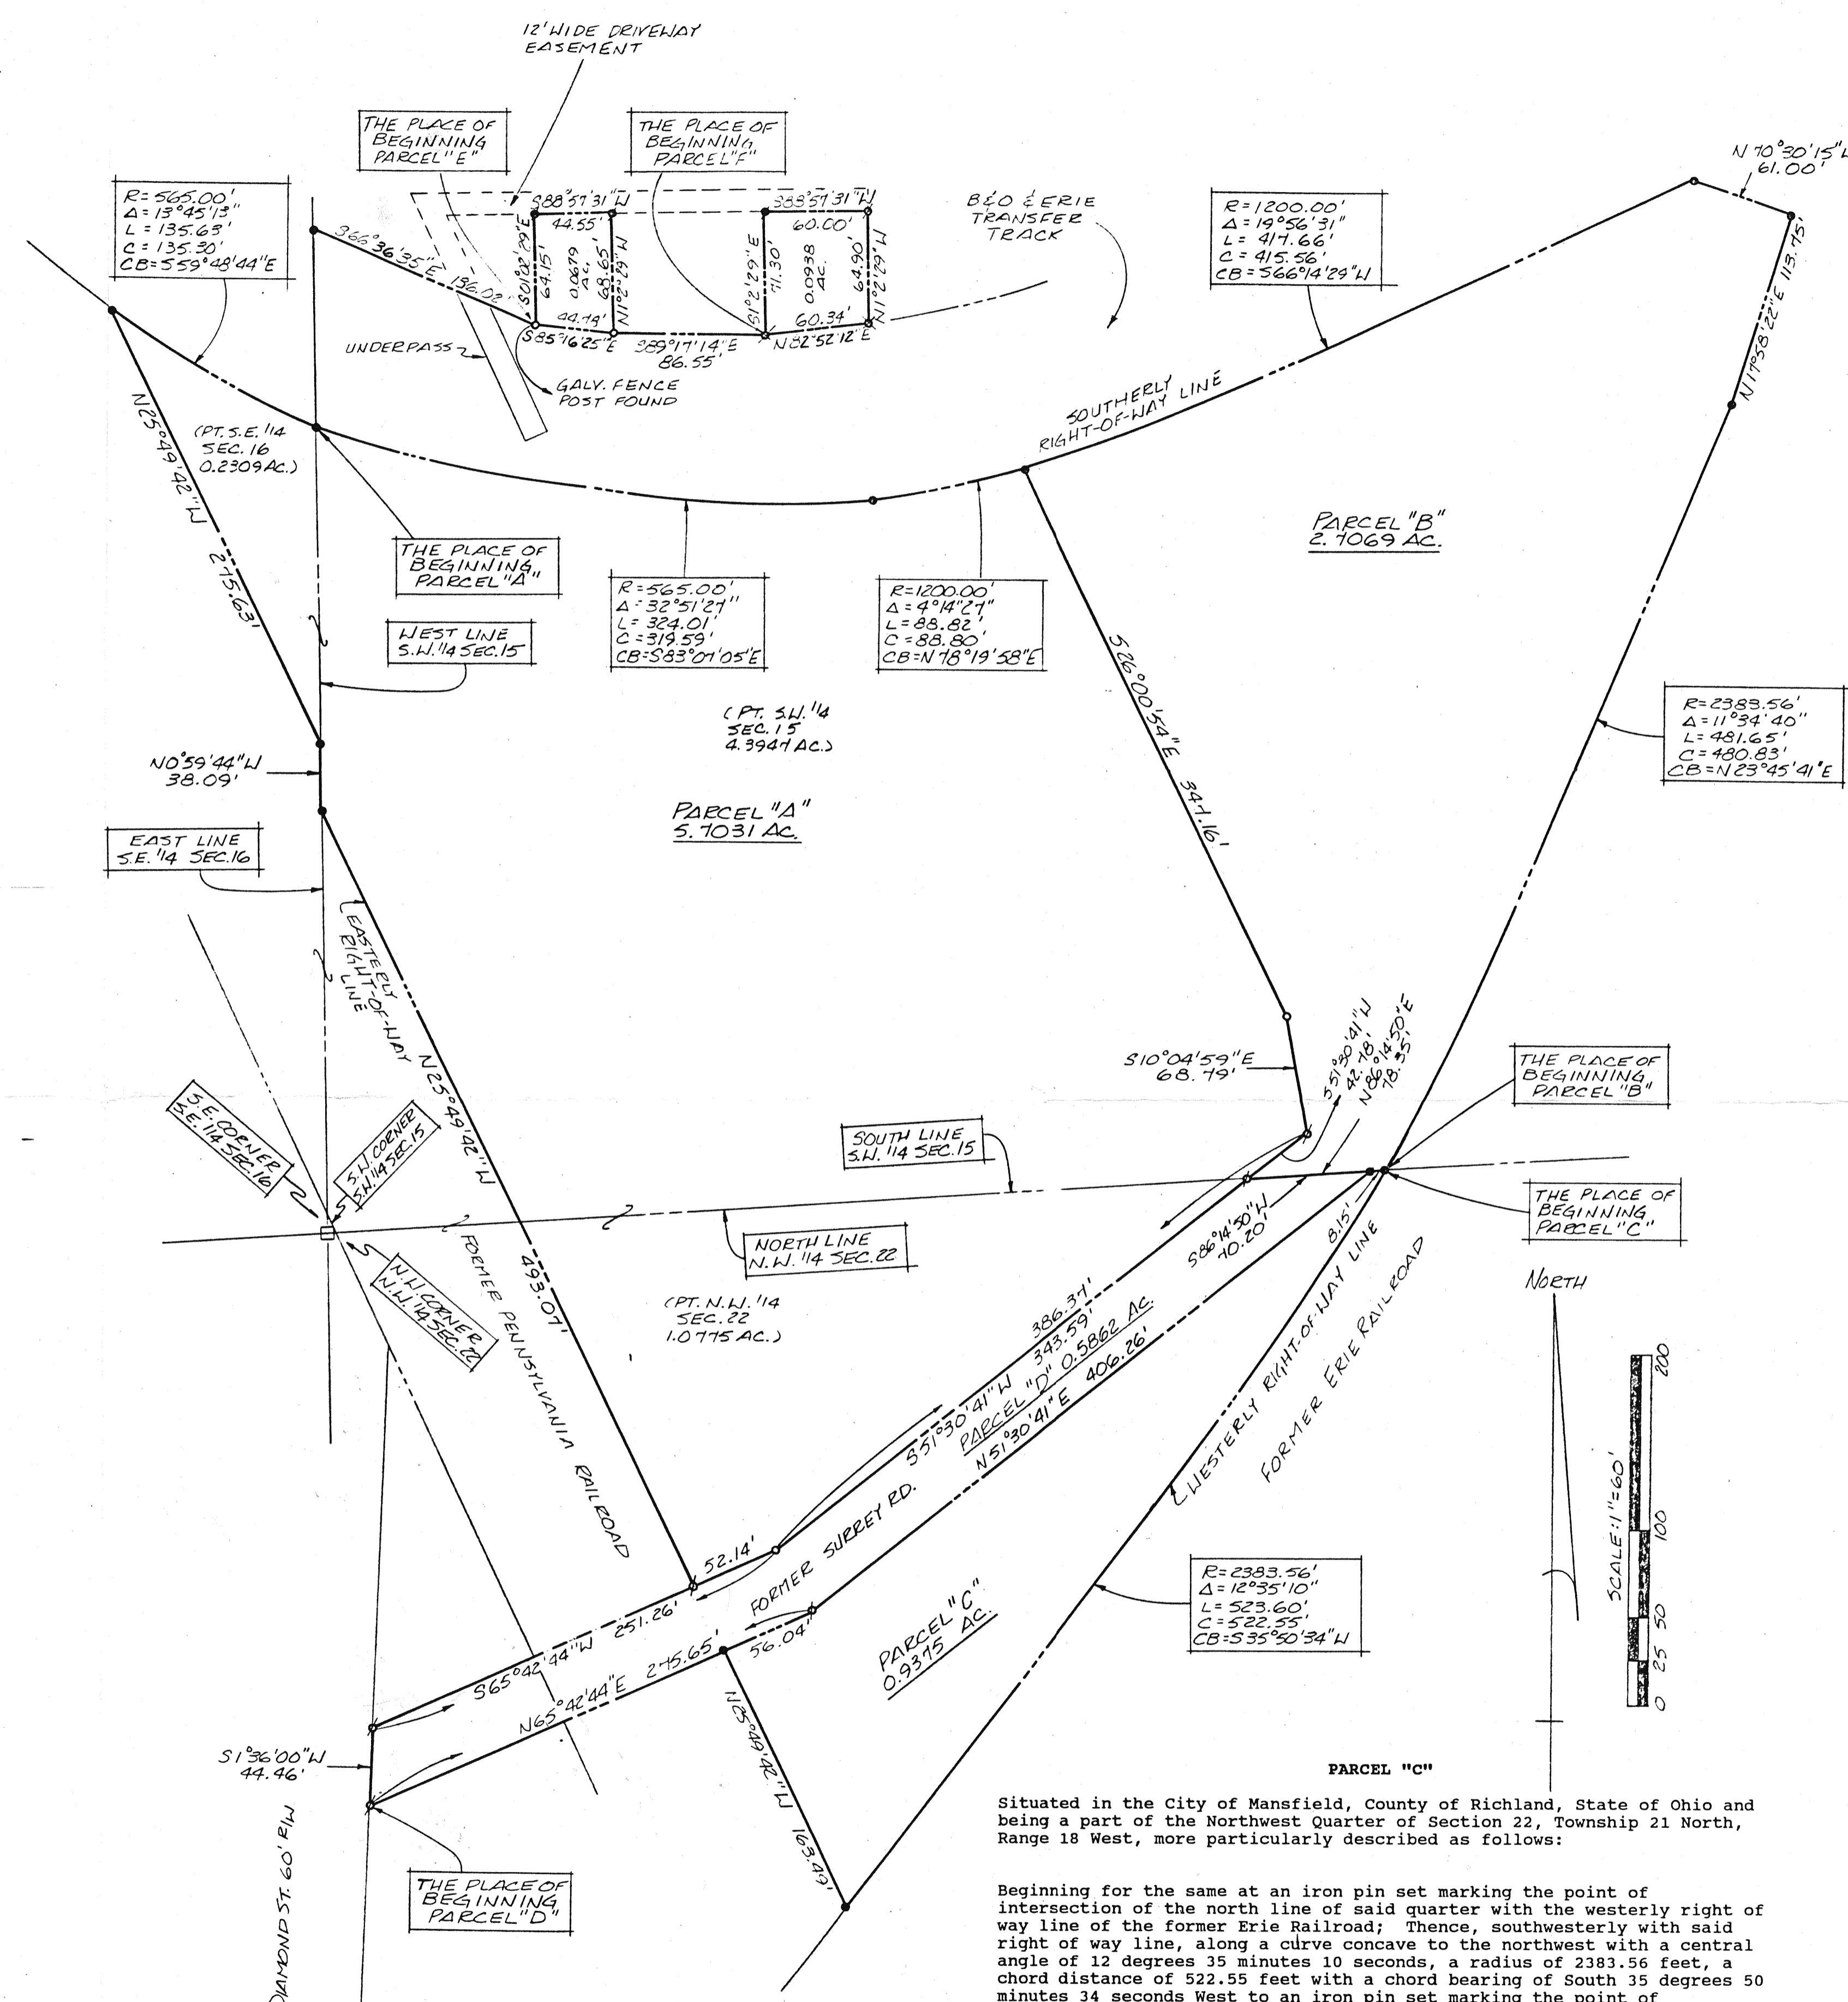 12' WIDE DRIVEWAY
EASEMENT
THE PLACE OF
BEGINNING
PARCEL "E"
THE PLACE OF
BEGINNING
PARCEL "F"
N 70°30'15"
61.00'
R=565.00'
Δ=13°45'13"
L=135.63'
C=135.30'
CB=S59°48'44"E
S88°57'31"W
44.55'
S01°02'29"E
64.15'
0.0679
AC.
68.65'
N1°2'29"W
44.79'
S85°16'25"E
S66°36'35"E 136.02'
S88°57'31"W
60.00'
S1°2'29"E
71.30'
0.0938
AC.
64.90'
N1°2'29"W
60.34'
N82°52'12"E
S89°17'14"E
86.55'
B&O & ERIE
TRANSFER
TRACK
R=1200.00'
Δ=19°56'31"
L=417.66'
C=415.56'
CB=S66°14'29"W
N17°58'22"E 113.75'
UNDERPASS
GALV. FENCE
POST FOUND
SOUTHERLY
RIGHT-OF-WAY LINE
N25°49'42"W 275.63'
(PT. S.E. 1/4
SEC. 16
0.2309 AC.)
THE PLACE OF
BEGINNING
PARCEL "A"
R=565.00'
Δ=32°51'27"
L=324.01'
C=319.59'
CB=S83°07'05"E
R=1200.00'
Δ=4°14'27"
L=88.82'
C=88.80'
CB=N78°19'58"E
PARCEL "B"
2.7069 AC.
WEST LINE
S.W. 1/4 SEC. 15
S26°00'54"E 347.16'
(PT. S.W. 1/4
SEC. 15
4.3947 AC.)
R=2383.56'
Δ=11°34'40"
L=481.65'
C=480.83'
CB=N23°45'41"E
N0°59'44"W
38.09'
PARCEL "A"
5.7031 AC.
EAST LINE
S.E. 1/4 SEC. 16
EASTERLY
RIGHT-OF-WAY
LINE
N25°49'42"W 493.07'
S10°04'59"E
68.79'
S51°30'41"W
42.78'
N86°14'50"E
78.35'
THE PLACE OF
BEGINNING
PARCEL "B"
S.E. CORNER
S.E. 1/4 SEC. 16
S.W. CORNER
S.W. 1/4 SEC. 15
SOUTH LINE
S.W. 1/4 SEC. 15
THE PLACE OF
BEGINNING
PARCEL "C"
NORTH LINE
N.W. 1/4 SEC. 22
S86°14'50"W
70.20'
8.15'
N.W. CORNER
N.W. 1/4 SEC. 22
FORMER PENNSYLVANIA RAILROAD
(PT. N.W. 1/4
SEC. 22
1.0775 AC.)
NORTH
386.37'
343.59'
S51°30'41"W
PARCEL "D" 0.5862 AC.
N51°30'41"E 406.26'
WESTERLY RIGHT-OF-WAY LINE
FORMER ERIE RAILROAD
SCALE: 1"=60'
0 25 50 100 200
52.14'
FORMER SURREY RD.
S65°42'44"W 251.26'
56.04'
N65°42'44"E 275.65'
PARCEL "C"
0.9375 AC.
R=2383.56'
Δ=12°35'10"
L=523.60'
C=522.55'
CB=S35°50'34"W
N25°49'42"W 163.49'
S1°36'00"W
44.46'
DIAMOND ST. 60' R/W
THE PLACE OF
BEGINNING
PARCEL "D"
PARCEL "C"
Situated in the City of Mansfield, County of Richland, State of Ohio and
being a part of the Northwest Quarter of Section 22, Township 21 North,
Range 18 West, more particularly described as follows:
Beginning for the same at an iron pin set marking the point of
intersection of the north line of said quarter with the westerly right of
way line of the former Erie Railroad; Thence, southwesterly with said
right of way line, along a curve concave to the northwest with a central
angle of 12 degrees 35 minutes 10 seconds, a radius of 2383.56 feet, a
chord distance of 522.55 feet with a chord bearing of South 35 degrees 50
minutes 34 seconds West to an iron pin set marking the point of